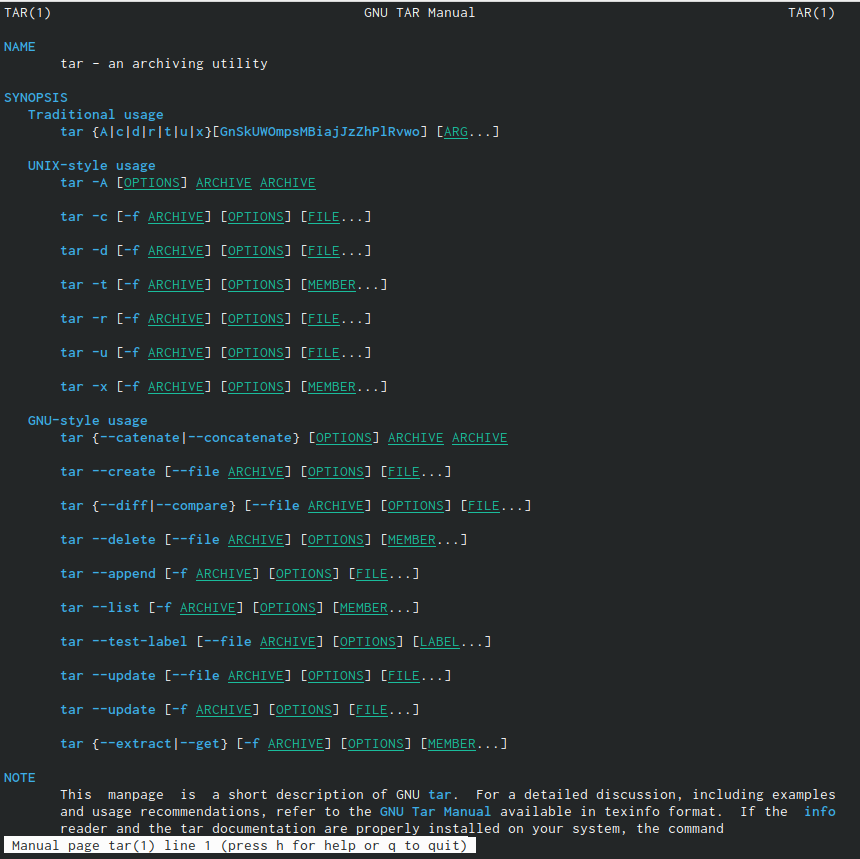 TAR(1) GNU TAR Manual TAR(1)
NAME
tar - an archiving utility
SYNOPSIS
Traditional usage
tar {A|c|d|r|t|u|x}[GnSkUWOmpsMBiajJzZhPlRvwo] [ARG...]
UNIX-style usage
tar -A [OPTIONS] ARCHIVE ARCHIVE
tar -c [-f ARCHIVE] [OPTIONS] [FILE...]
tar -d [-f ARCHIVE] [OPTIONS] [FILE...]
tar -t [-f ARCHIVE] [OPTIONS] [MEMBER...]
tar -r [-f ARCHIVE] [OPTIONS] [FILE...]
tar -u [-f ARCHIVE] [OPTIONS] [FILE...]
tar -x [-f ARCHIVE] [OPTIONS] [MEMBER...]
GNU-style usage
tar {--catenate|--concatenate} [OPTIONS] ARCHIVE ARCHIVE
tar --create [--file ARCHIVE] [OPTIONS] [FILE...]
tar {--diff|--compare} [--file ARCHIVE] [OPTIONS] [FILE...]
tar --delete [--file ARCHIVE] [OPTIONS] [MEMBER...]
tar --append [-f ARCHIVE] [OPTIONS] [FILE...]
tar --list [-f ARCHIVE] [OPTIONS] [MEMBER...]
tar --test-label [--file ARCHIVE] [OPTIONS] [LABEL...]
tar --update [--file ARCHIVE] [OPTIONS] [FILE...]
tar --update [-f ARCHIVE] [OPTIONS] [FILE...]
tar {--extract|--get} [-f ARCHIVE] [OPTIONS] [MEMBER...]
NOTE
This manpage is a short description of GNU tar. For a detailed discussion, including examples
and usage recommendations, refer to the GNU Tar Manual available in texinfo format. If the info
reader and the tar documentation are properly installed on your system, the command
Manual page tar(1) line 1 (press h for help or q to quit)